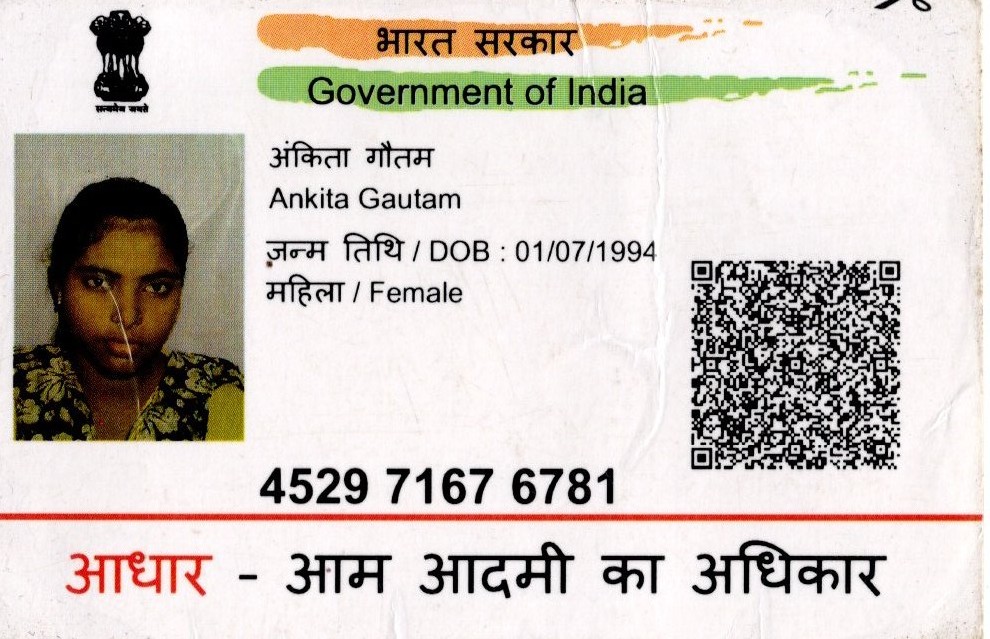 भारत सरकार
Government of India
सत्यमेव जयते
अंकिता गौतम
Ankita Gautam
जन्म तिथि / DOB : 01/07/1994
महिला / Female
4529 7167 6781
आधार - आम आदमी का अधिकार